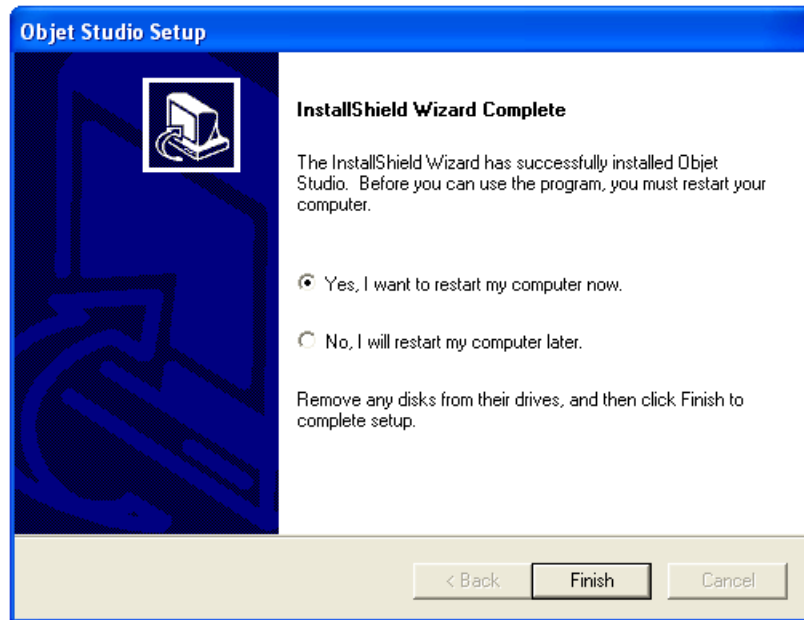 Objet Studio Setup
InstallShield Wizard Complete
The InstallShield Wizard has successfully installed Objet
Studio.  Before you can use the program, you must restart your
computer.
Yes, I want to restart my computer now.
No, I will restart my computer later.
Remove any disks from their drives, and then click Finish to
complete setup.
< Back
Finish
Cancel